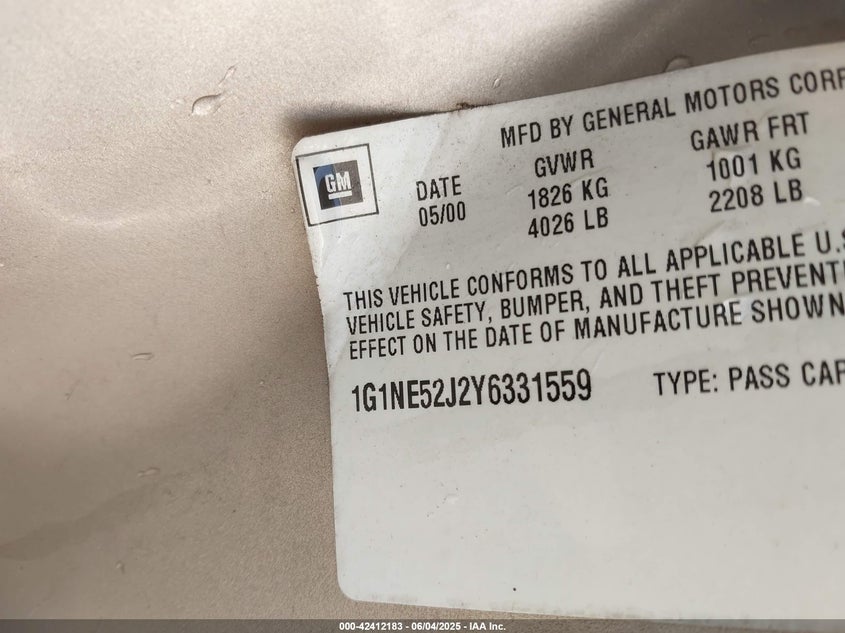 MFD BY GENERAL MOTORS CORP
GM
DATE GVWR GAWR FRT
05/00 1826 KG 1001 KG
4026 LB 2208 LB
THIS VEHICLE CONFORMS TO ALL APPLICABLE U.S
VEHICLE SAFETY, BUMPER, AND THEFT PREVENTI
EFFECT ON THE DATE OF MANUFACTURE SHOWN
1G1NE52J2Y6331559 TYPE: PASS CAR
000-42412183 - 06/04/2025 - IAA Inc.